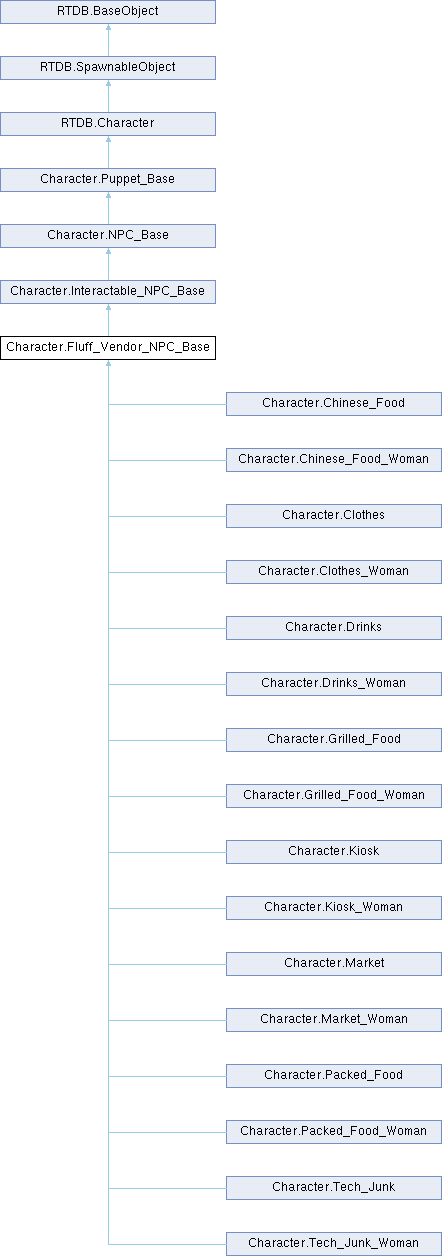 RTDB.BaseObject
RTDB.SpawnableObject
RTDB.Character
Character.Puppet_Base
Character.NPC_Base
Character.Interactable_NPC_Base
Character.Fluff_Vendor_NPC_Base
Character.Chinese_Food
Character.Chinese_Food_Woman
Character.Clothes
Character.Clothes_Woman
Character.Drinks
Character.Drinks_Woman
Character.Grilled_Food
Character.Grilled_Food_Woman
Character.Kiosk
Character.Kiosk_Woman
Character.Market
Character.Market_Woman
Character.Packed_Food
Character.Packed_Food_Woman
Character.Tech_Junk
Character.Tech_Junk_Woman